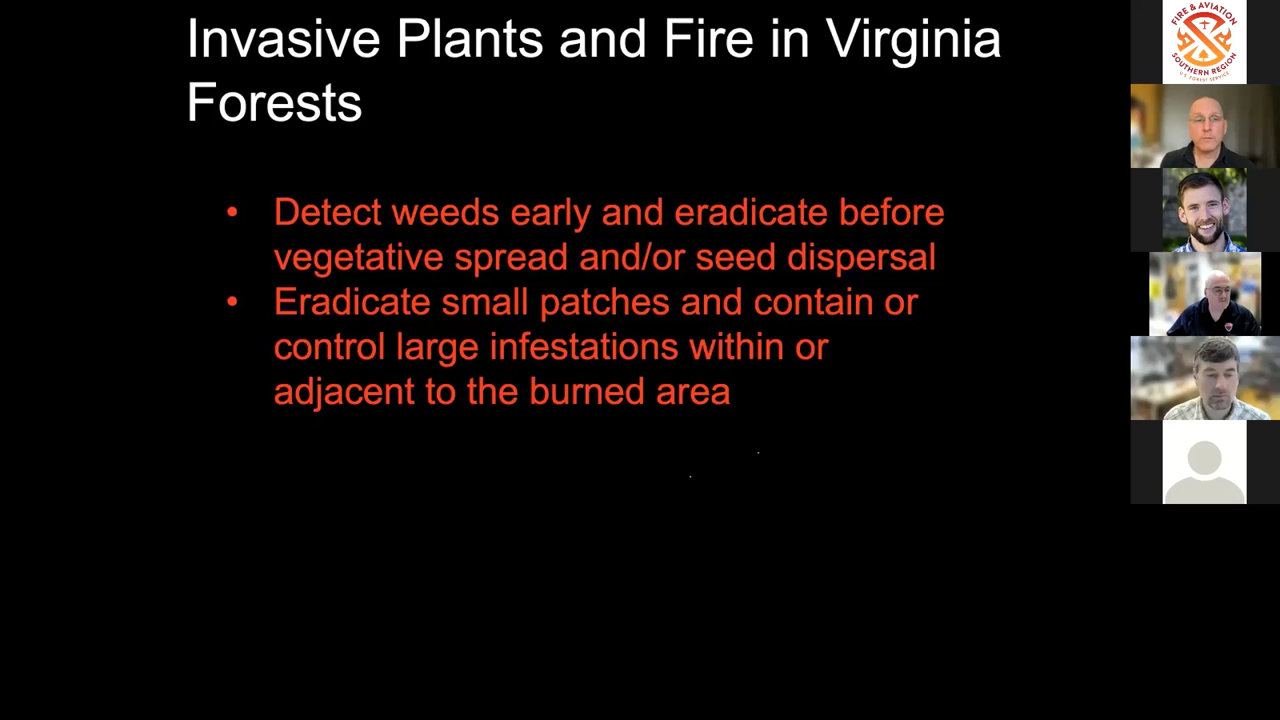 Invasive Plants and Fire in Virginia
Forests
• Detect weeds early and eradicate before
vegetative spread and/or seed dispersal
• Eradicate small patches and contain or
control large infestations within or
adjacent to the burned area
FIRE & AVIATION
SOUTHERN REGION
U.S. FOREST SERVICE